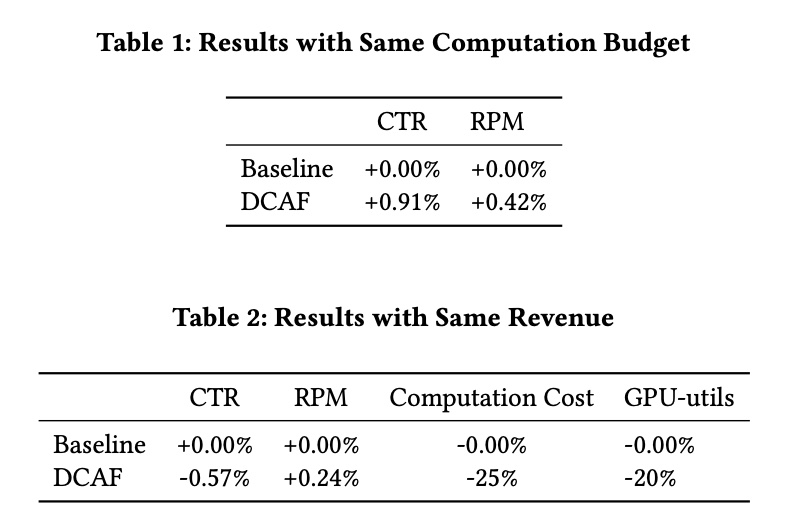 Table 1: Results with Same Computation Budget
CTR RPM
Baseline +0.00% +0.00%
DCAF +0.91% +0.42%
Table 2: Results with Same Revenue
CTR RPM Computation Cost GPU-utils
Baseline +0.00% +0.00% -0.00% -0.00%
DCAF -0.57% +0.24% -25% -20%